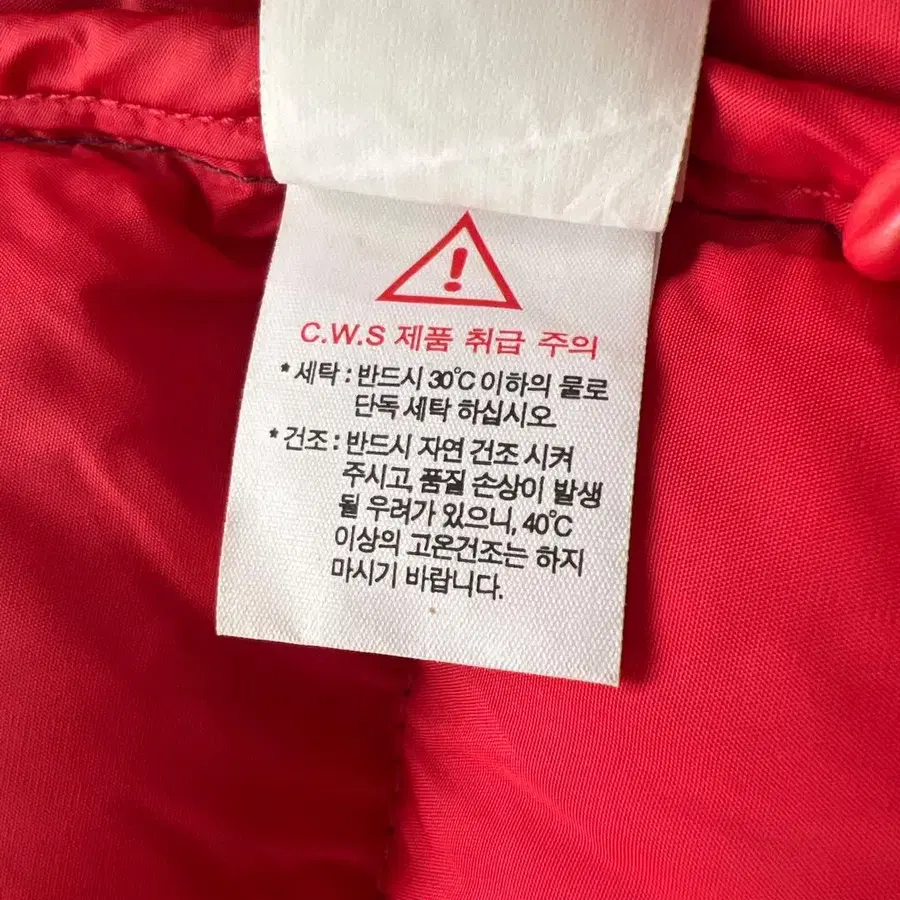 !
C.W.S 제품 취급 주의
* 세탁 : 반드시 30℃ 이하의 물로
단독 세탁 하십시오.
* 건조 : 반드시 자연 건조 시켜
주시고, 품질 손상이 발생
될 우려가 있으니, 40℃
이상의 고온건조는 하지
마시기 바랍니다.